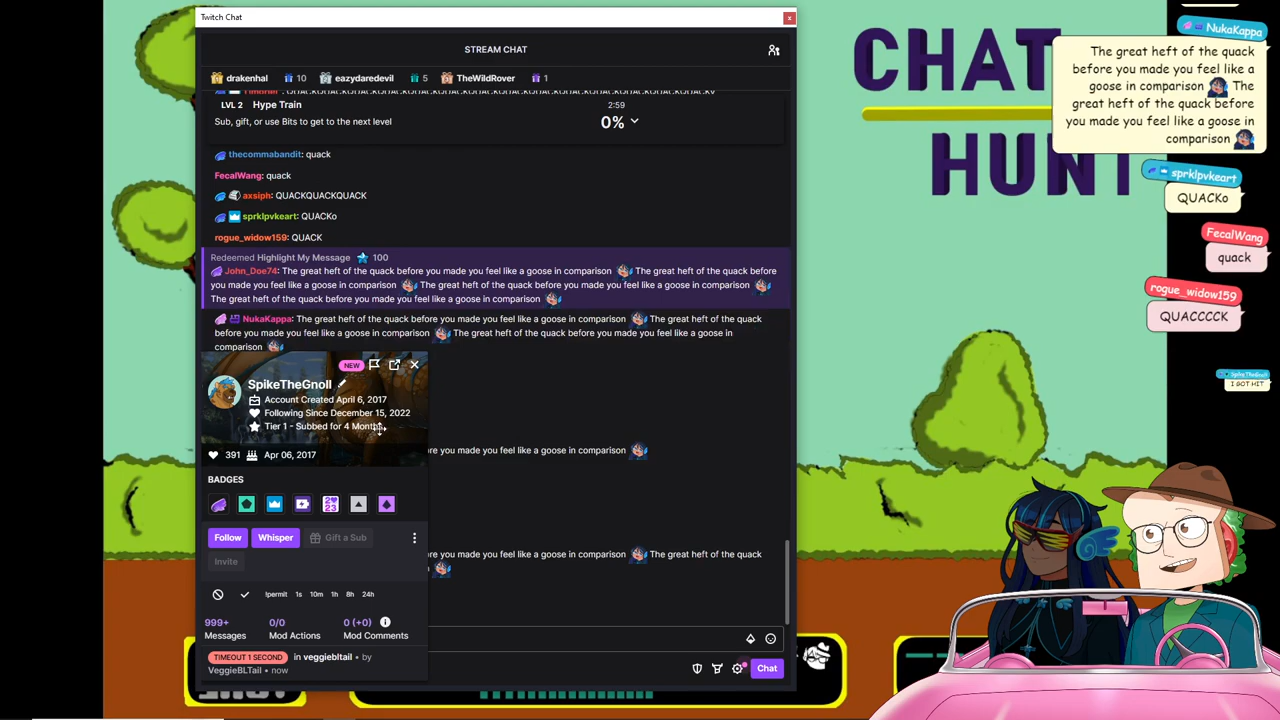 Twitch Chat
STREAM CHAT
drakenhal 10 eazydaredevil 5 TheWildRover 1
LVL 2 Hype Train 2:59
Sub, gift, or use Bits to get to the next level 0%
thecommabandit: quack
FecalWang: quack
axsiph: QUACKQUACKQUACK
sprklpvkeart: QUACKo
rogue_widow159: QUACK
Redeemed Highlight My Message 100
John_Doe74: The great heft of the quack before you made you feel like a goose in comparison The great heft of the quack before
you made you feel like a goose in comparison The great heft of the quack before you made you feel like a goose in comparison
The great heft of the quack before you made you feel like a goose in comparison
NukaKappa: The great heft of the quack before you made you feel like a goose in comparison The great heft of the quack
before you made you feel like a goose in comparison The great heft of the quack before you made you feel like a goose in
comparison
NEW
SpikeTheGnoll
Account Created April 6, 2017
Following Since December 15, 2022
Tier 1 - Subbed for 4 Months
391 Apr 06, 2017
BADGES
Follow Whisper Gift a Sub
Invite
!permit 1s 10m 1h 8h 24h
999+ 0/0 0 (+0)
Messages Mod Actions Mod Comments
TIMEOUT 1 SECOND in veggiebltail • by
VeggieBLTail • now
re you made you feel like a goose in comparison
re you made you feel like a goose in comparison The great heft of the quack
Chat
CHAT
HUNT
NukaKappa
The great heft of the quack
before you made you feel like a
goose in comparison The
great heft of the quack before
you made you feel like a goose in
comparison
sprklpvkeart
QUACKo
FecalWang
quack
rogue_widow159
QUACCCCK
SpikeTheGnoll
I GOT HIT